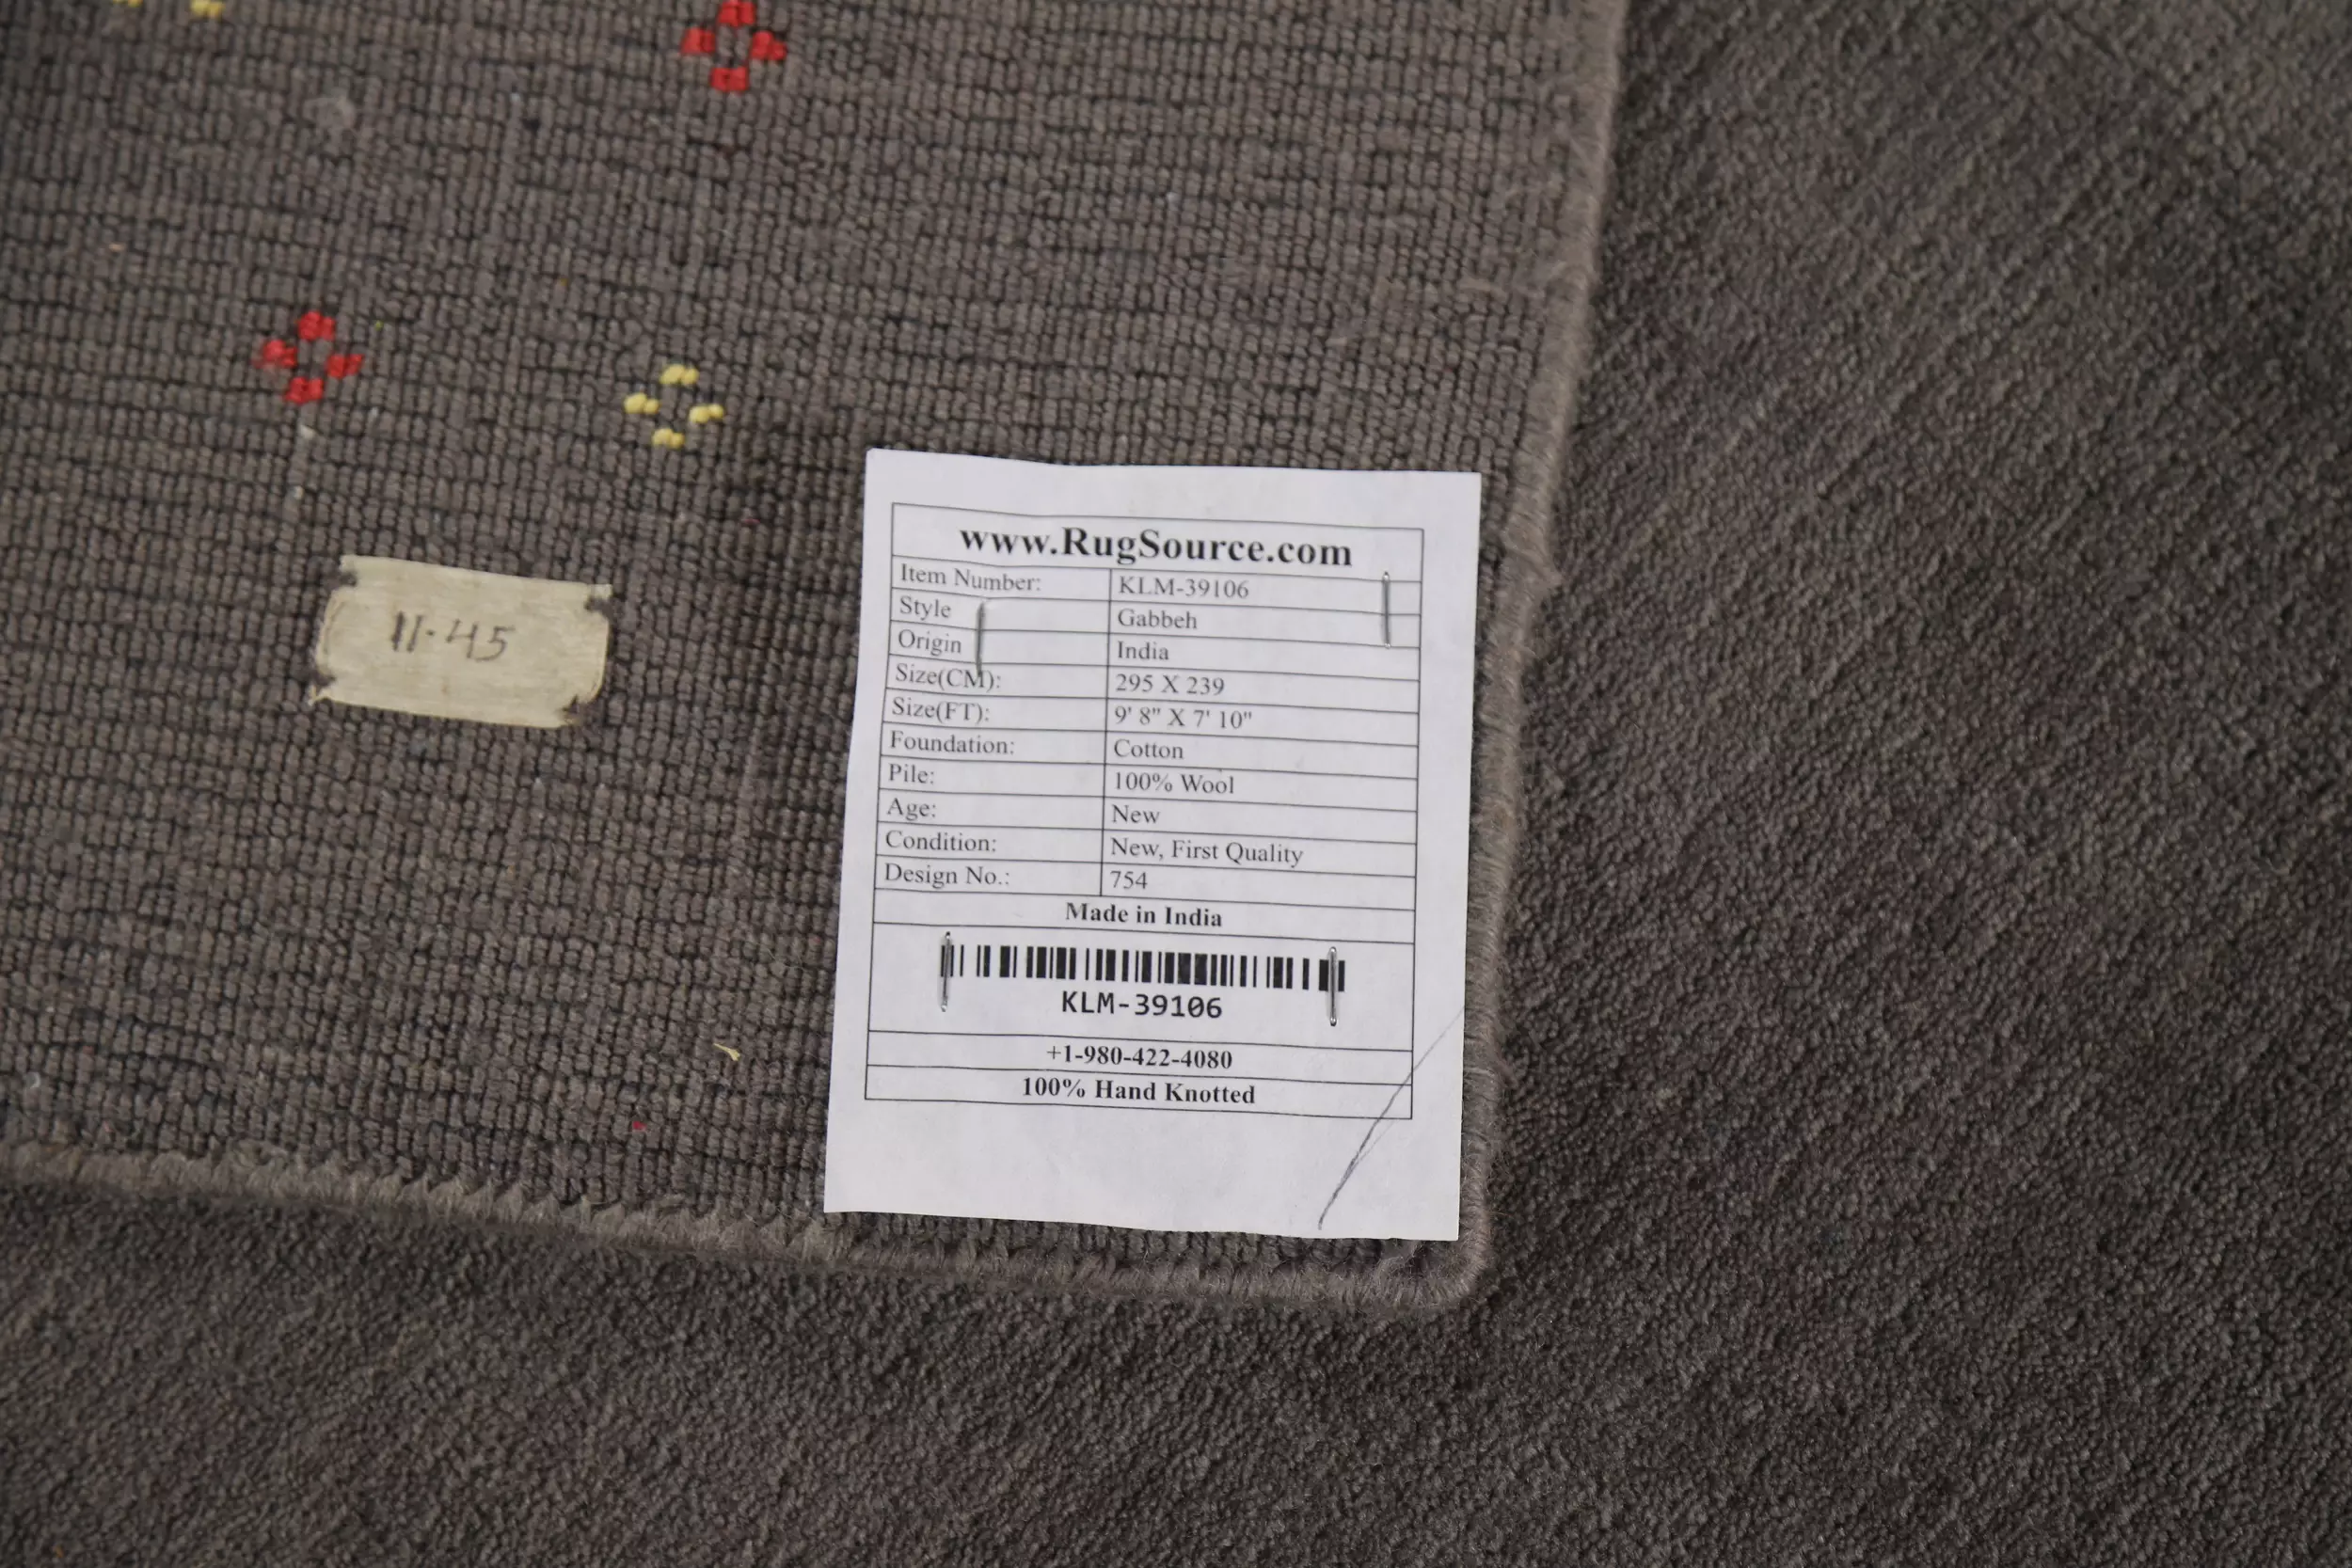 11-45
www.RugSource.com
Item Number: KLM-39106
Style Gabbeh
Origin India
Size(CM): 295 X 239
Size(FT): 9' 8" X 7' 10"
Foundation: Cotton
Pile: 100% Wool
Age: New
Condition: New, First Quality
Design No.: 754
Made in India
KLM-39106
+1-980-422-4080
100% Hand Knotted